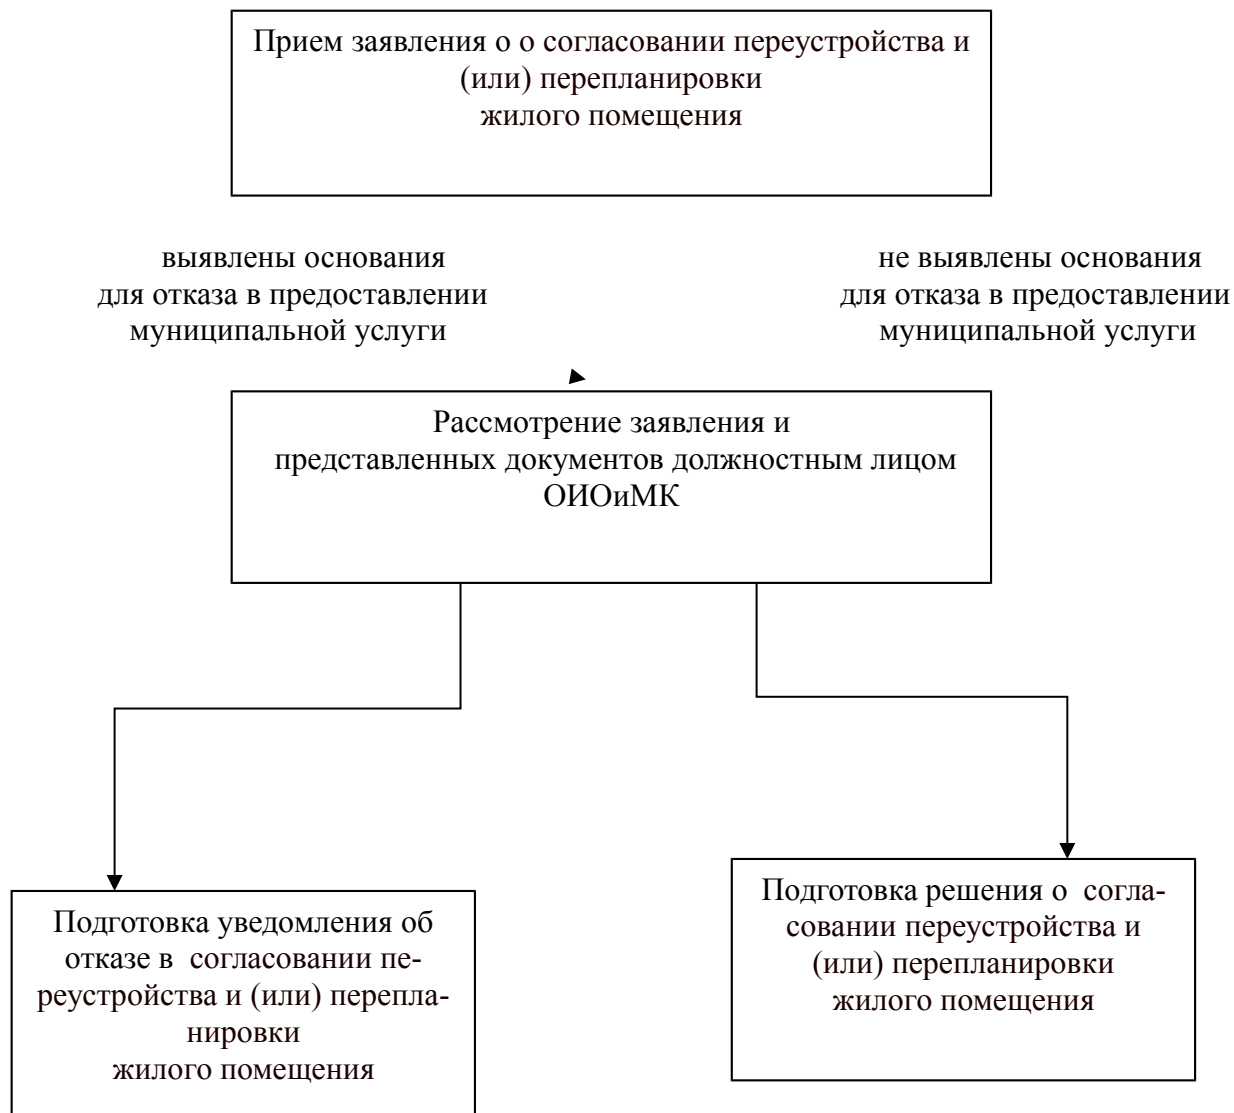 Прием заявления о о согласовании переустройства и
(или) перепланировки
жилого помещения
выявлены основания
для отказа в предоставлении
муниципальной услуги
не выявлены основания
для отказа в предоставлении
муниципальной услуги
Рассмотрение заявления и
представленных документов должностным лицом
ОИОиМК
Подготовка уведомления об
отказе в  согласовании пе-
реустройства и (или) перепла-
нировки
жилого помещения
Подготовка решения о  согла-
совании переустройства и
(или) перепланировки
жилого помещения